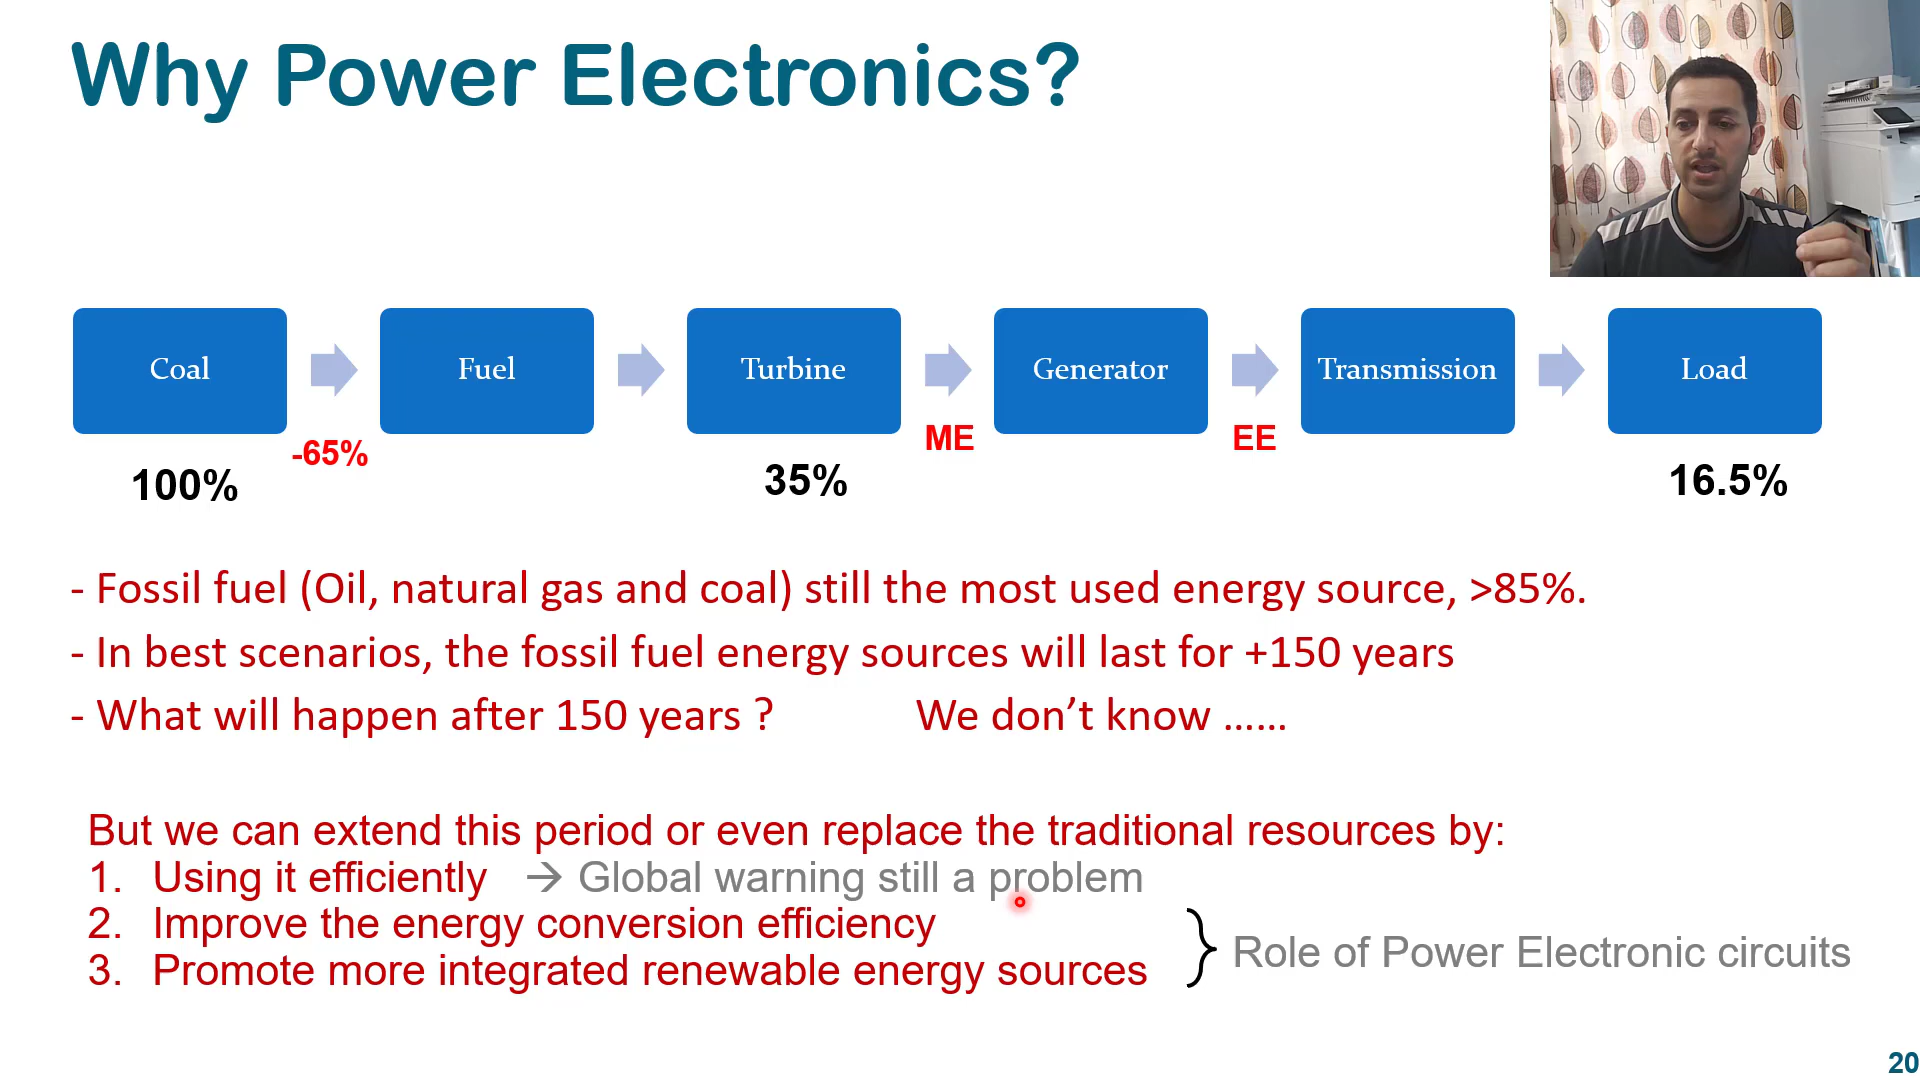 Why Power Electronics?
Coal
Fuel
Turbine
Generator
Transmission
Load
-65%
ME
EE
100%
35%
16.5%
- Fossil fuel (Oil, natural gas and coal) still the most used energy source, >85%.
- In best scenarios, the fossil fuel energy sources will last for +150 years
- What will happen after 150 years ? We don’t know ......
But we can extend this period or even replace the traditional resources by:
1. Using it efficiently → Global warning still a problem
2. Improve the energy conversion efficiency
3. Promote more integrated renewable energy sources
Role of Power Electronic circuits
20